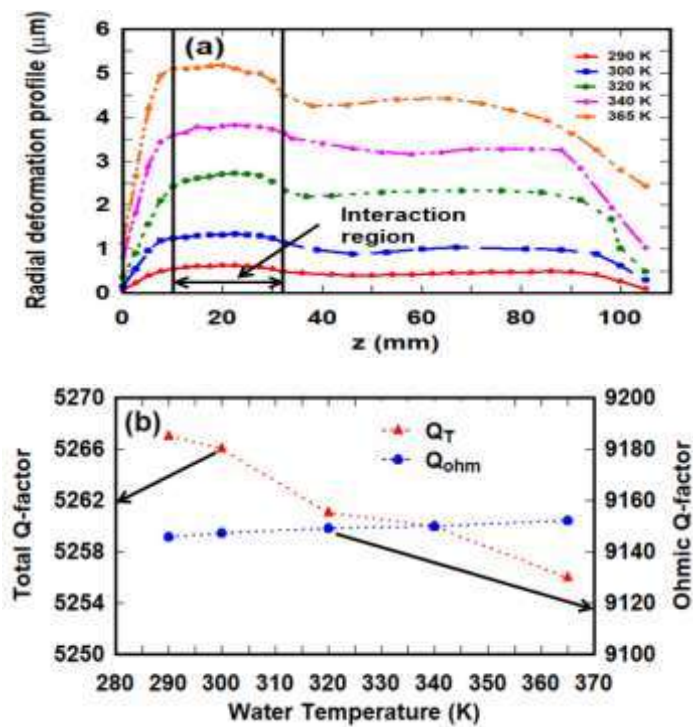 (a)
290 K
300 K
320 K
340 K
365 K
Interaction
region
Radial deformation profile (μm)
6
5
4
3
2
1
0
0 20 40 60 80 100
z (mm)
(b)
Q_T
Q_ohm
Total Q-factor
5270
5266
5262
5258
5254
5250
Ohmic Q-factor
9200
9180
9160
9140
9120
9100
280 290 300 310 320 330 340 350 360 370
Water Temperature (K)